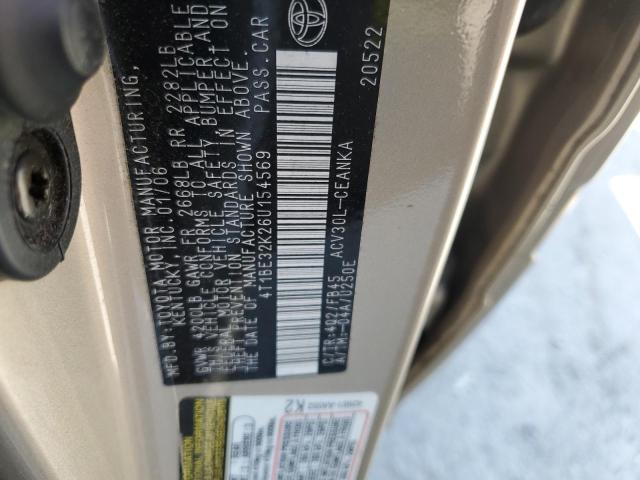 MFD.BY:TOYOTA MOTOR MANUFACTURING,
KENTUCKY, INC. 01/06
GVWR 4200LB GAWR FR 2668LB RR 2282LB
THIS VEHICLE CONFORMS TO ALL APPLICABLE
FEDERAL MOTOR VEHICLE SAFETY, BUMPER, AND
THEFT PREVENTION STANDARDS IN EFFECT ON
THE DATE OF MANUFACTURE SHOWN ABOVE.
4T1BE32K26U154569 PASS. CAR
C/TR:4Q2/FB45 ACV30L-CEANKA
A/TM:-04A/U250E
20522
TOYOTA
K2